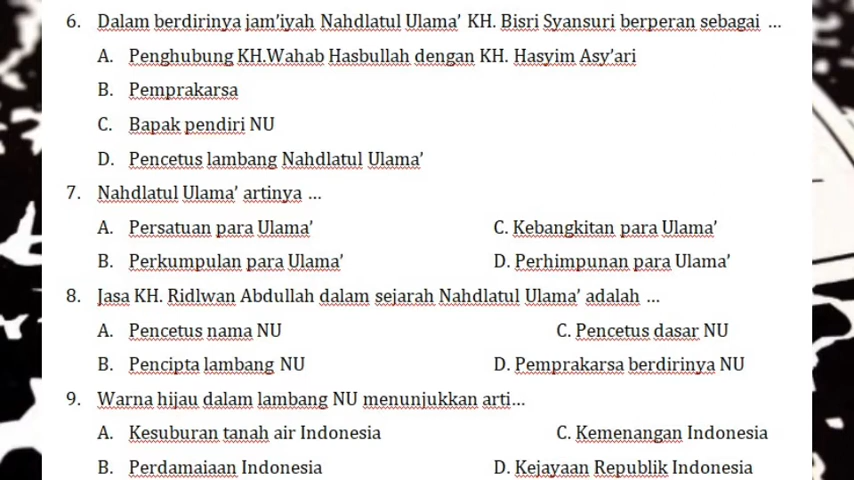 6. Dalam berdirinya jam'iyah Nahdlatul Ulama' KH. Bisri Syansuri berperan sebagai ...
A. Penghubung KH.Wahab Hasbullah dengan KH. Hasyim Asy'ari
B. Pemprakarsa
C. Bapak pendiri NU
D. Pencetus lambang Nahdlatul Ulama'
7. Nahdlatul Ulama' artinya ...
A. Persatuan para Ulama' C. Kebangkitan para Ulama'
B. Perkumpulan para Ulama' D. Perhimpunan para Ulama'
8. Jasa KH. Ridlwan Abdullah dalam sejarah Nahdlatul Ulama' adalah ...
A. Pencetus nama NU C. Pencetus dasar NU
B. Pencipta lambang NU D. Pemprakarsa berdirinya NU
9. Warna hijau dalam lambang NU menunjukkan arti...
A. Kesuburan tanah air Indonesia C. Kemenangan Indonesia
B. Perdamaiaan Indonesia D. Kejayaan Republik Indonesia